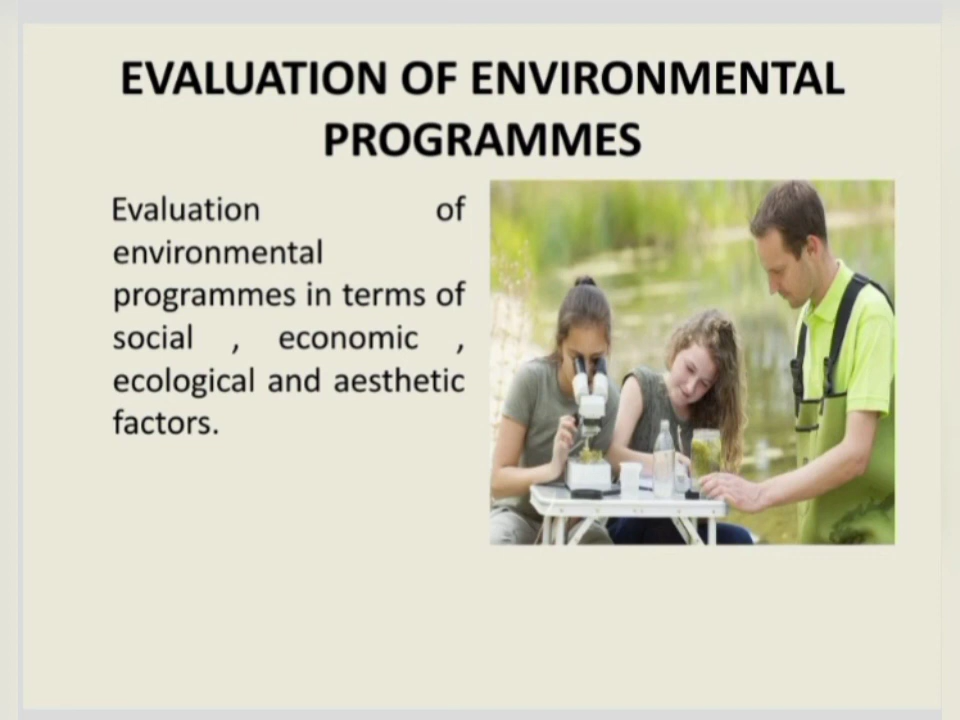 EVALUATION OF ENVIRONMENTAL
PROGRAMMES
Evaluation of
environmental
programmes in terms of
social , economic ,
ecological and aesthetic
factors.